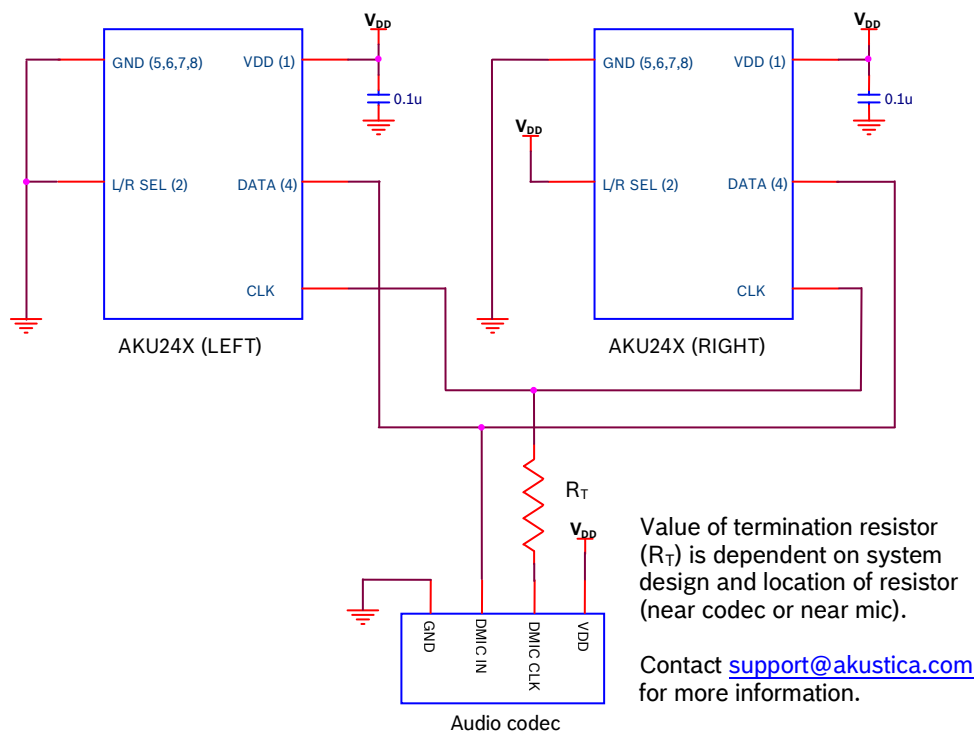 VDD
VDD
GND (5,6,7,8)
VDD (1)
GND (5,6,7,8)
VDD (1)
0.1u
0.1u
VDD
L/R SEL (2)
DATA (4)
L/R SEL (2)
DATA (4)
CLK
CLK
AKU24X (LEFT)
AKU24X (RIGHT)
RT
VDD
Value of termination resistor
(RT) is dependent on system
design and location of resistor
(near codec or near mic).
GND
DMIC IN
DMIC CLK
VDD
Contact support@akustica.com
for more information.
Audio codec